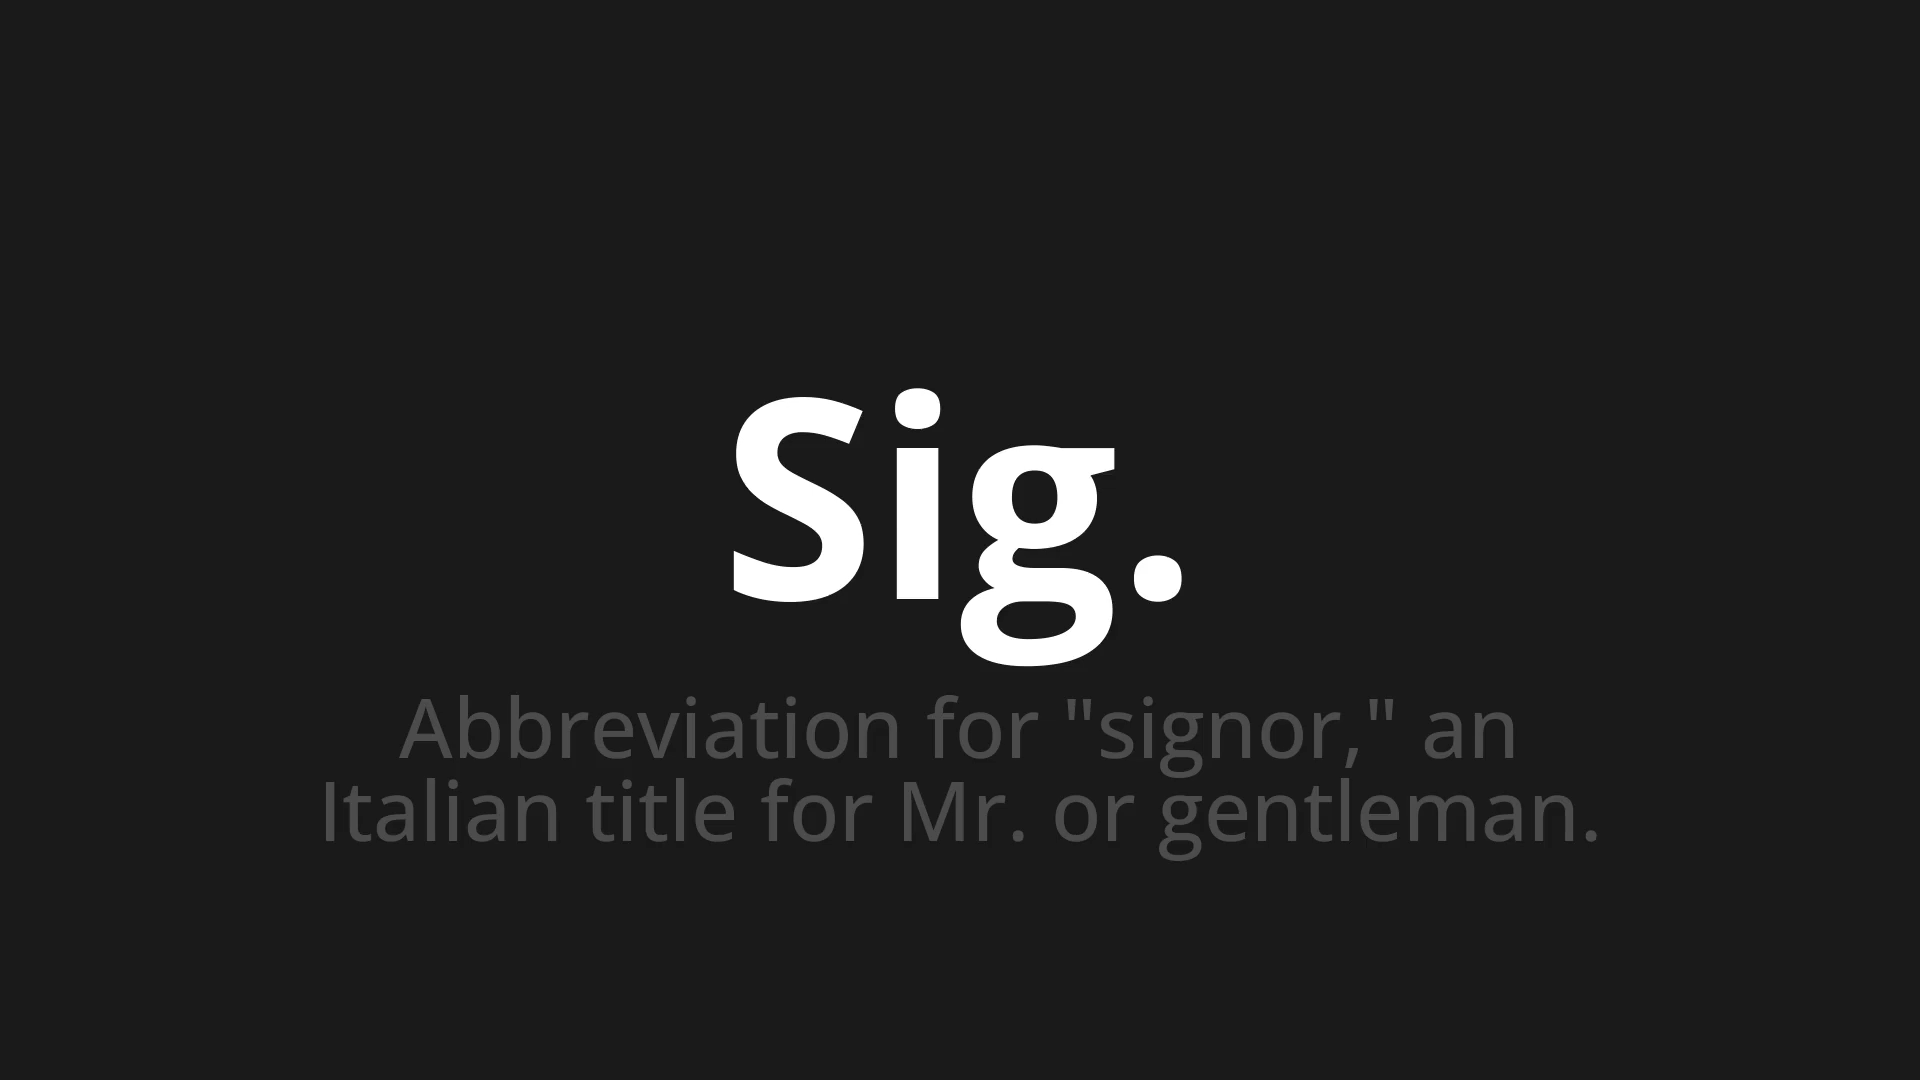 Sig.
Abbreviation for "signor," an
Italian title for Mr. or gentleman.